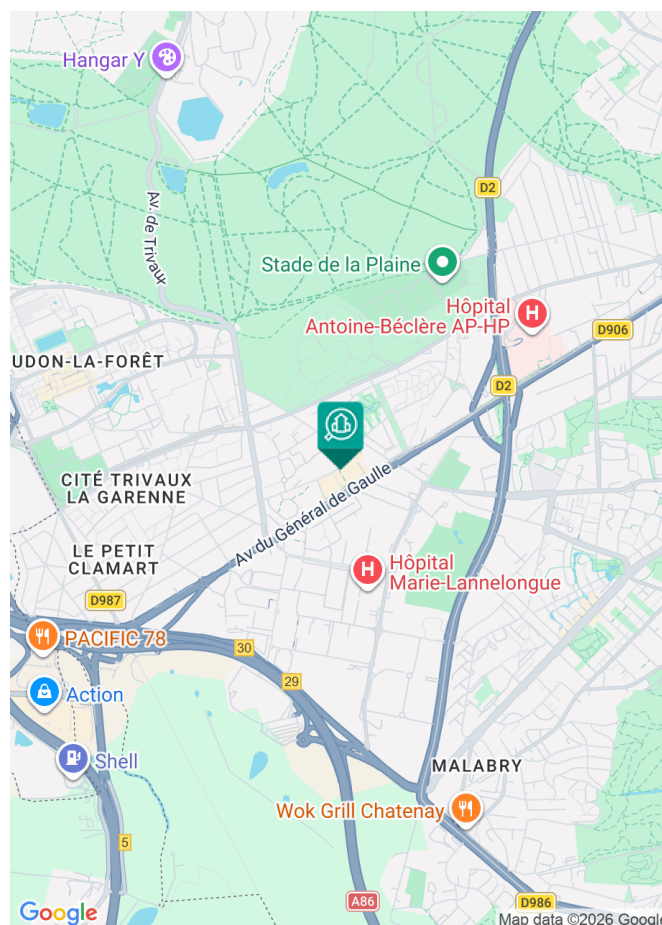 Hangar Y
Av. de Trivaux
D2
Stade de la Plaine
Hôpital
Antoine-Béclère AP-HP
H
D906
UDON-LA-FORÊT
D2
CITÉ TRIVAUX
LA GARENNE
Av du Général de Gaulle
LE PETIT
CLAMART
H
Hôpital
Marie-Lannelongue
D987
PACIFIC 78
30
29
Action
Shell
MALABRY
Wok Grill Chatenay
5
A86
D986
Google
Map data ©2026 Google